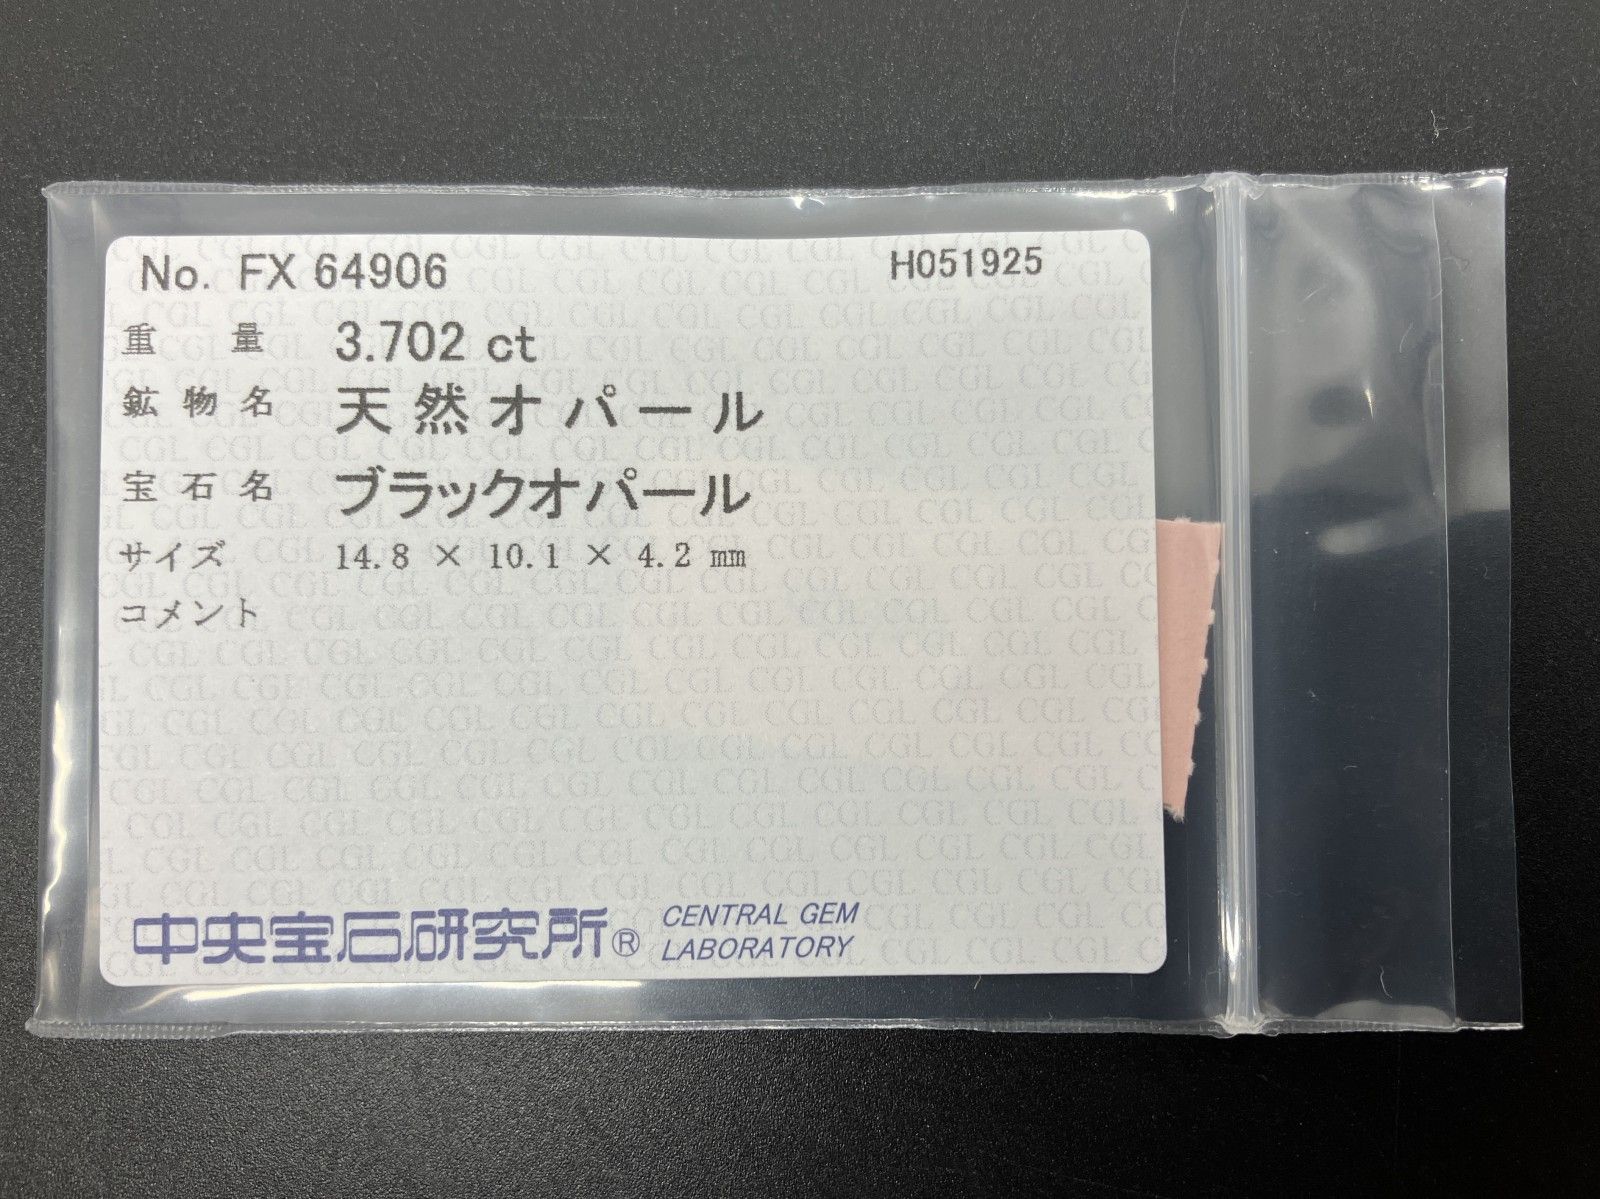 No. FX 64906 H051925
重量 3.702 ct
鉱物名 天然オパール
宝石名 ブラックオパール
サイズ 14.8 × 10.1 × 4.2 ㎜
コメント
中央宝石研究所® CENTRAL GEM
LABORATORY